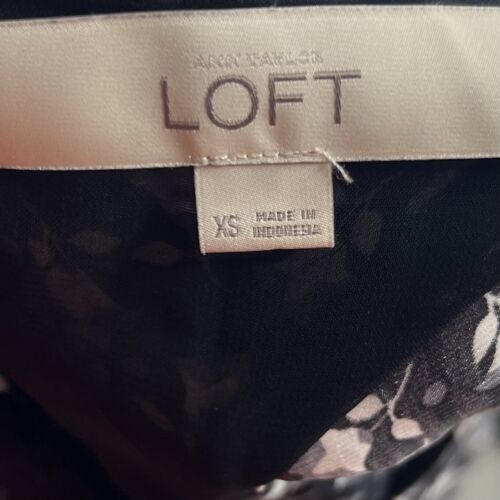 ANN TAYLOR
LOFT
XS MADE IN
INDONESIA